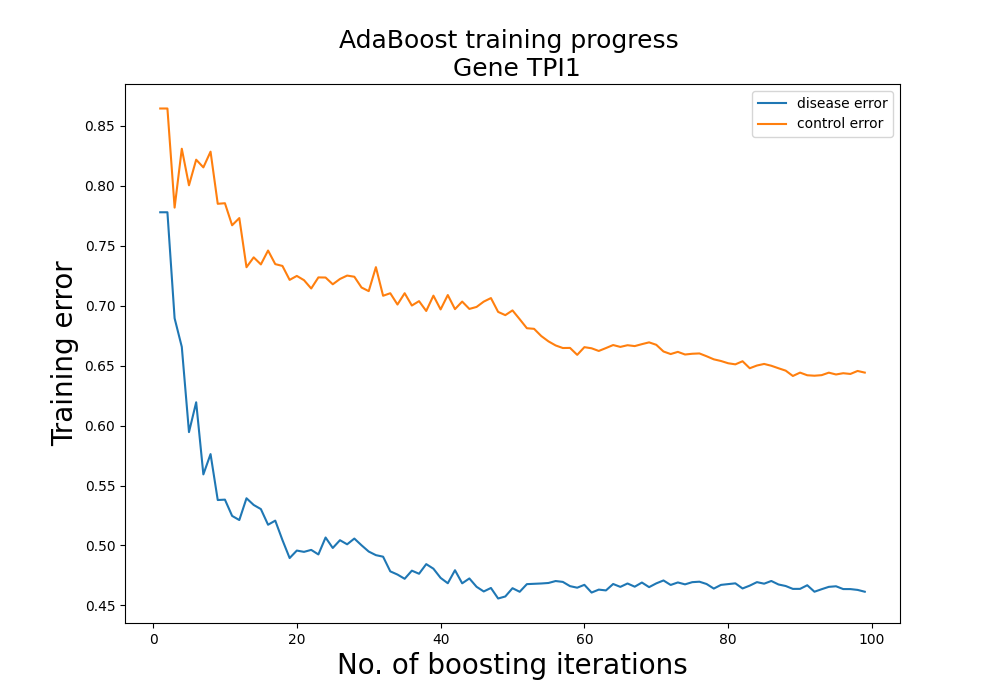 AdaBoost training progress
Gene TPI1
disease error
control error
Training error
0.85
0.80
0.75
0.70
0.65
0.60
0.55
0.50
0.45
0
20
40
60
80
100
No. of boosting iterations